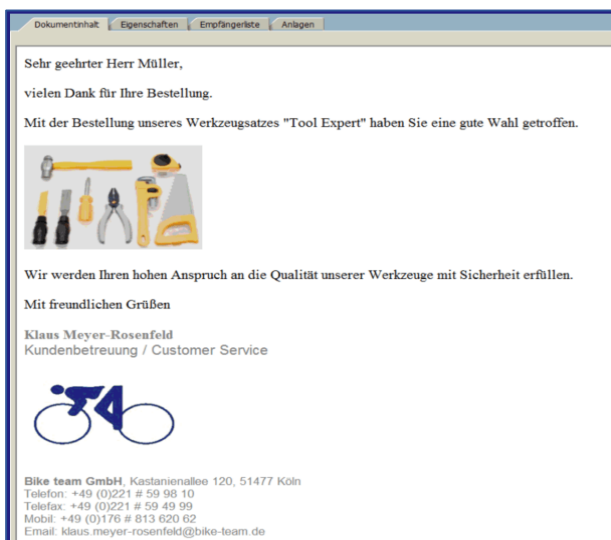 Dokumentinhalt Eigenschaften Empfängerliste Anlagen
Sehr geehrter Herr Müller,
vielen Dank für Ihre Bestellung.
Mit der Bestellung unseres Werkzeugsatzes "Tool Expert" haben Sie eine gute Wahl getroffen.
Wir werden Ihren hohen Anspruch an die Qualität unserer Werkzeuge mit Sicherheit erfüllen.
Mit freundlichen Grüßen
Klaus Meyer-Rosenfeld
Kundenbetreuung / Customer Service
Bike team GmbH, Kastanienallee 120, 51477 Köln
Telefon: +49 (0)221 # 59 98 10
Telefax: +49 (0)221 # 59 49 99
Mobil: +49 (0)176 # 813 620 62
Email: klaus.meyer-rosenfeld@bike-team.de